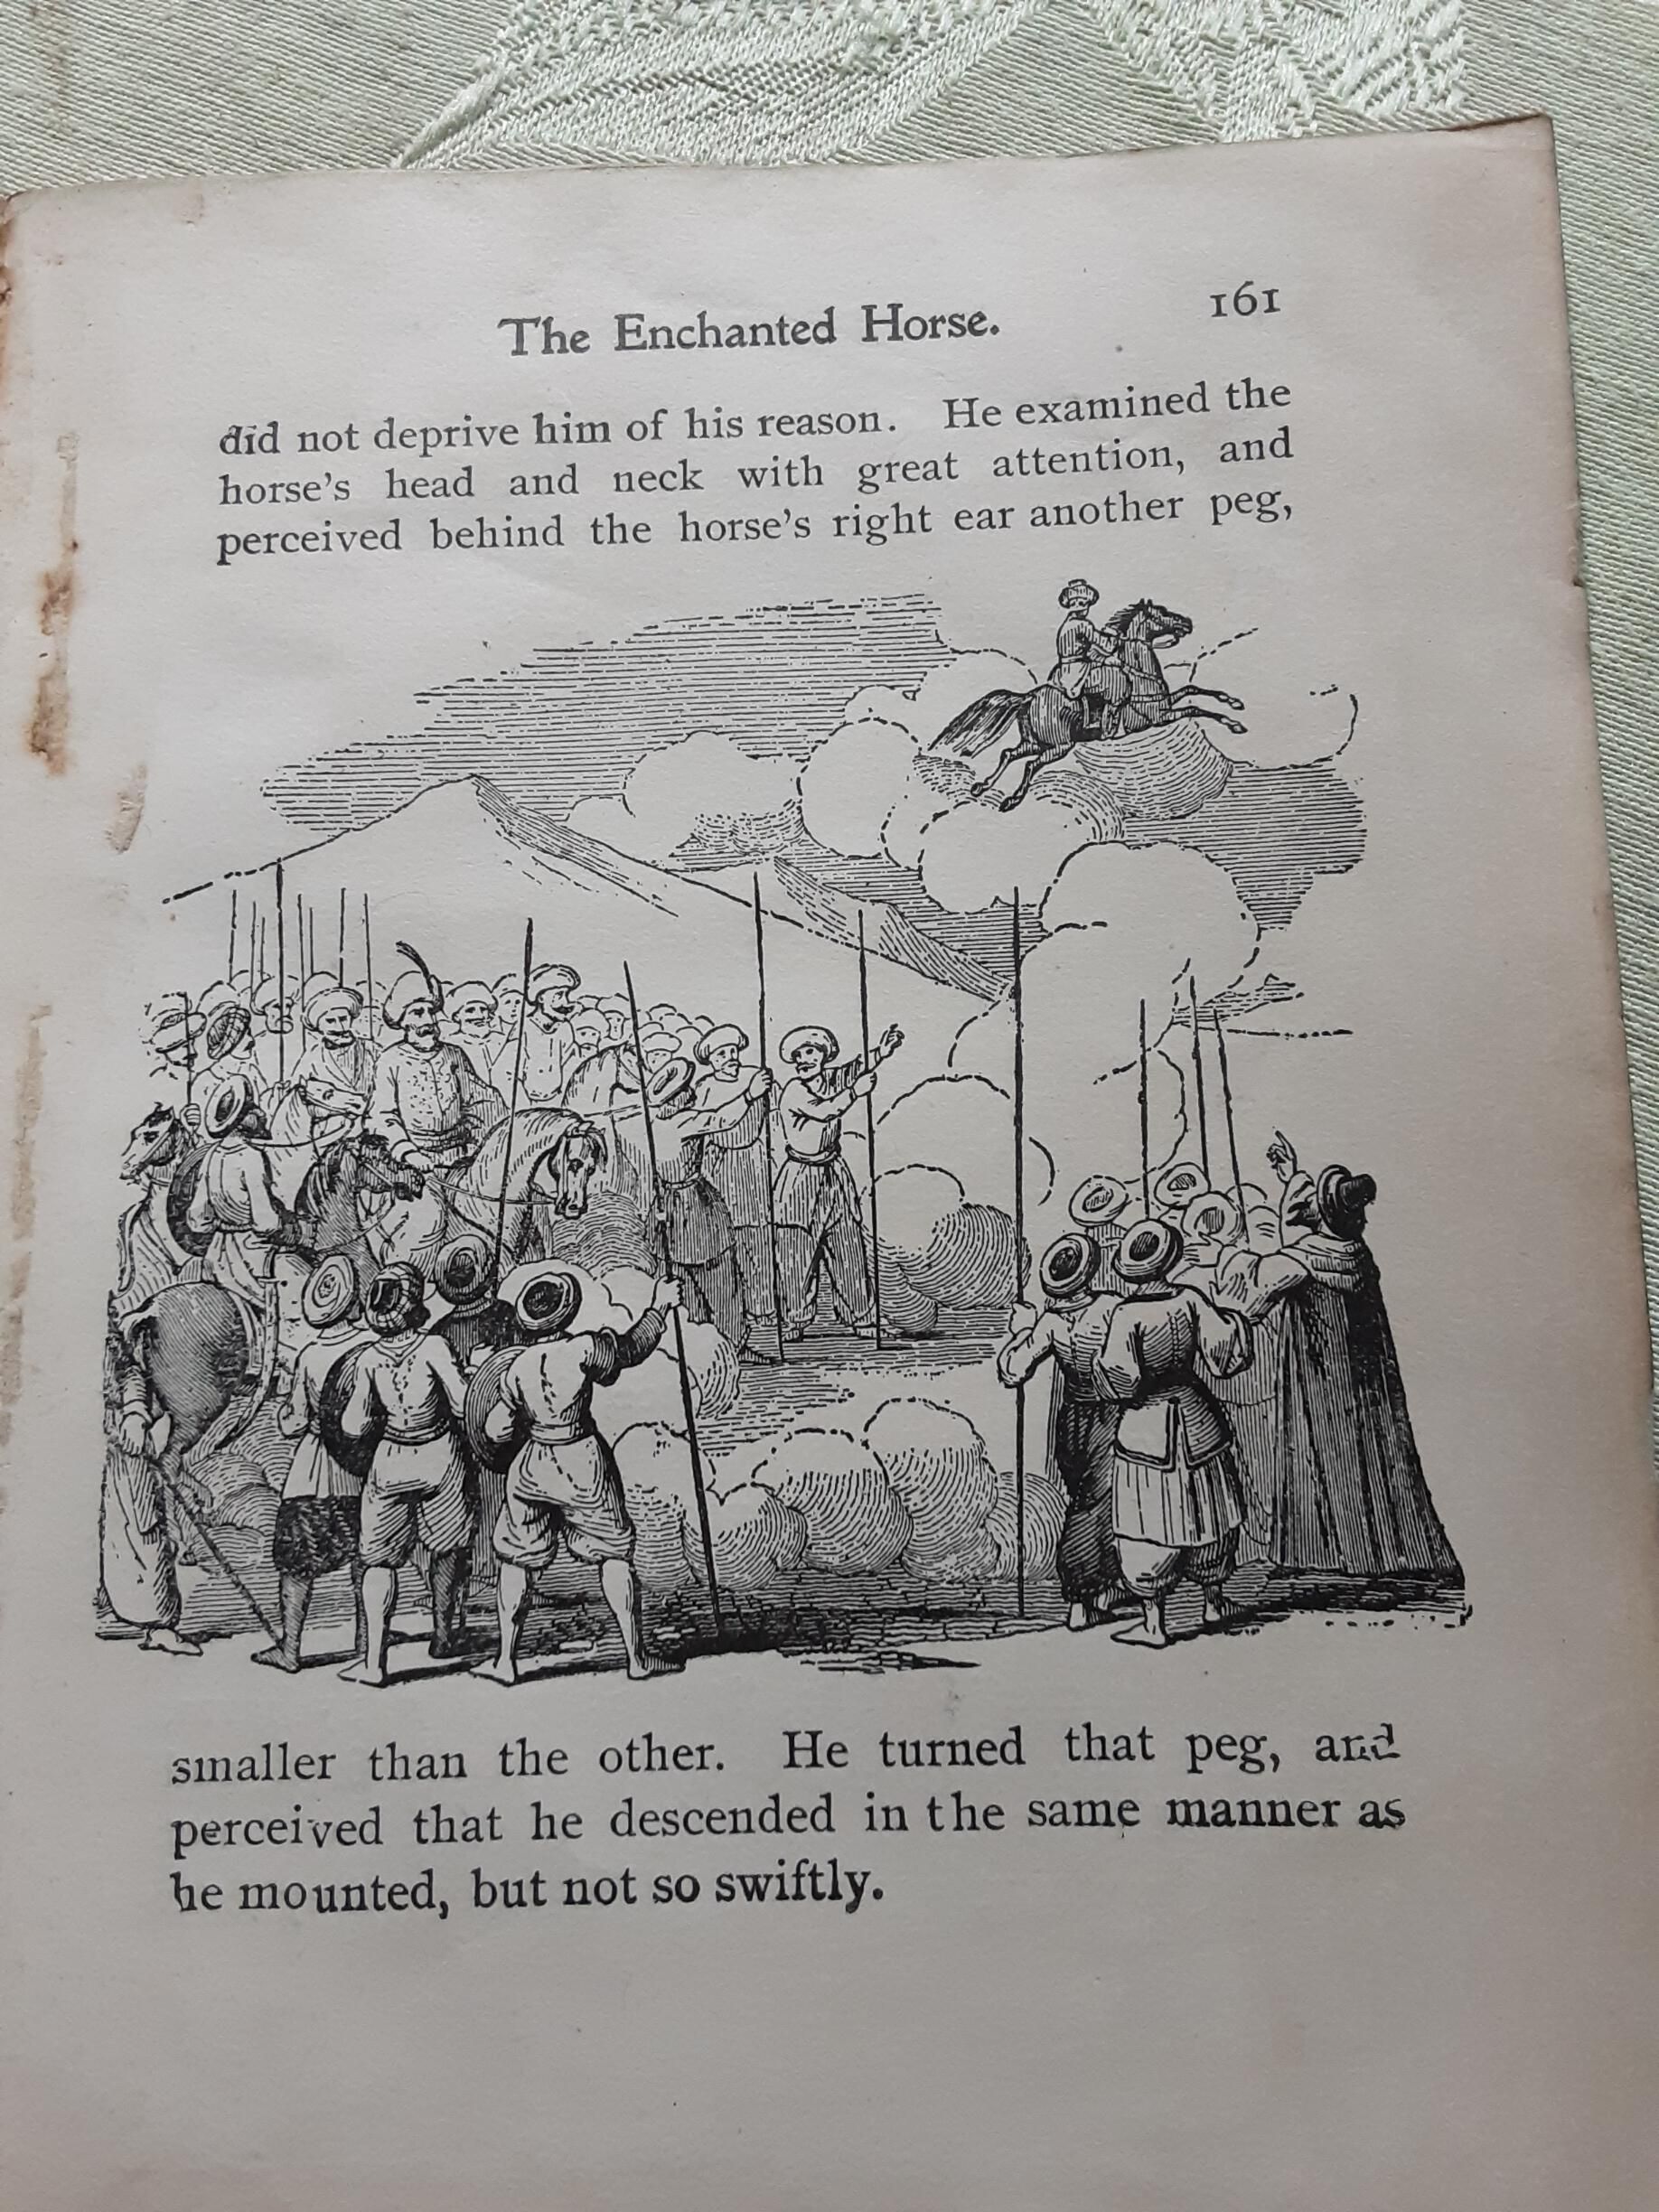 The Enchanted Horse. 161
did not deprive him of his reason. He examined the
horse's head and neck with great attention, and
perceived behind the horse's right ear another peg,
smaller than the other. He turned that peg, and
perceived that he descended in the same manner as
he mounted, but not so swiftly.